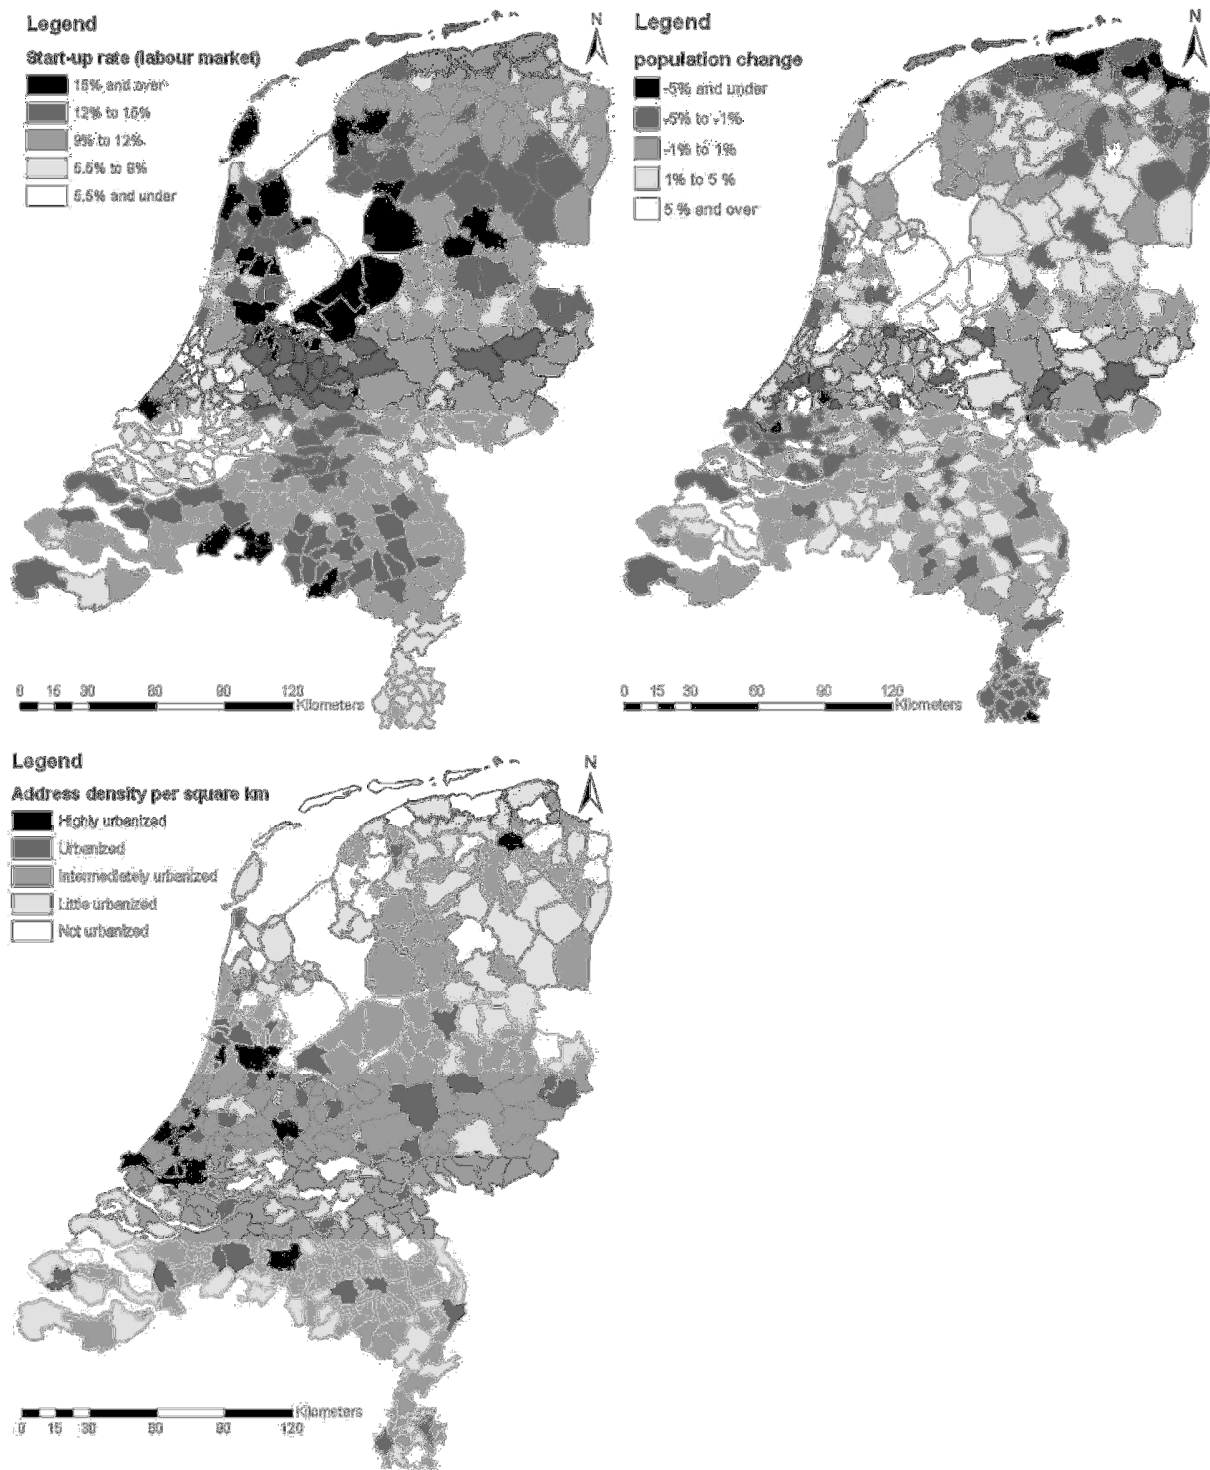 Legend
Start-up rate (labour market)
15% and over
12% to 15%
9% to 12%
5.5% to 9%
5.5% and under
N
0 15 30 60 90 120
Kilometers
Legend
population change
-5% and under
-5% to -1%
-1% to 1%
1% to 5 %
5 % and over
N
0 15 30 60 90 120
Kilometers
Legend
Address density per square km
Highly urbanized
Urbanized
Intermediately urbanized
Little urbanized
Not urbanized
N
Kilometers
0 15 30 60 90 120